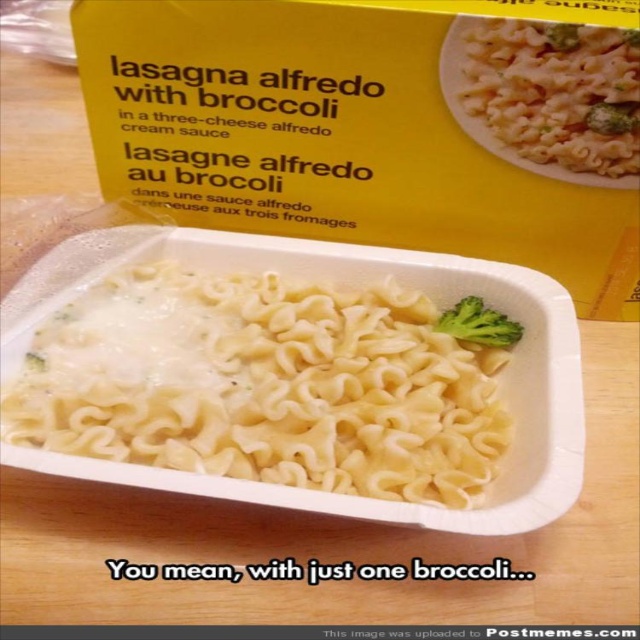 lasagna alfredo
with broccoli
in a three-cheese alfredo
cream sauce
lasagne alfredo
au brocoli
dans une sauce alfredo
crémeuse aux trois fromages
You mean, with just one broccoli...
This image was uploaded to Postmemes.com